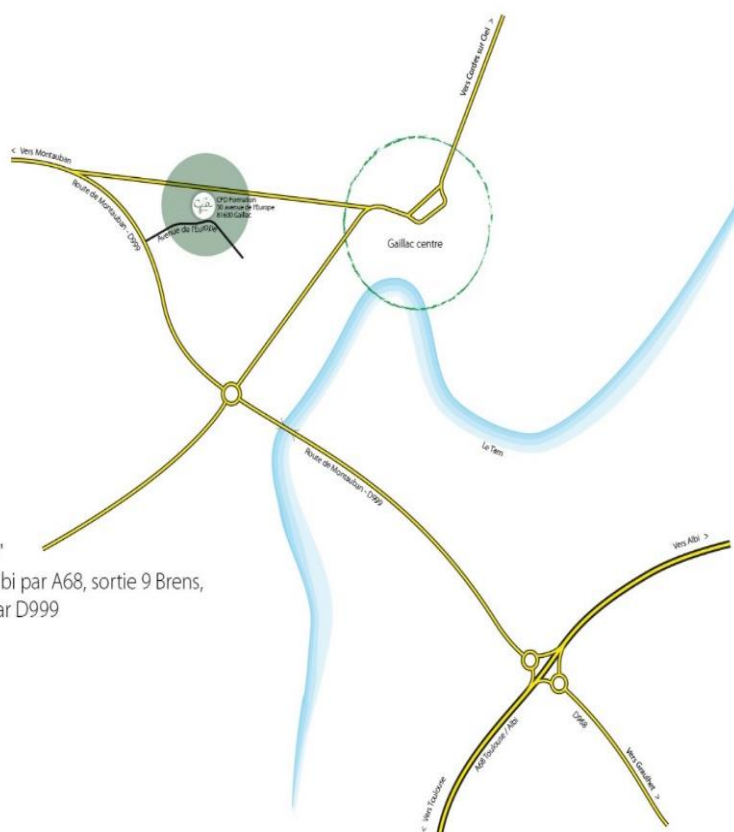 Vers Cordes sur Ciel >
< Vers Montauban
Route de Montauban - D999
CPO Formation
50 avenue de l'Europe
81600 Gaillac
Avenue de l'Europe
Gaillac centre
Le Tarn
Route de Montauban - D999
bi par A68, sortie 9 Brens,
ar D999
Vers Albi >
A68 Toulouse / Albi
D968
< Vers Toulouse
Vers Graulhet >